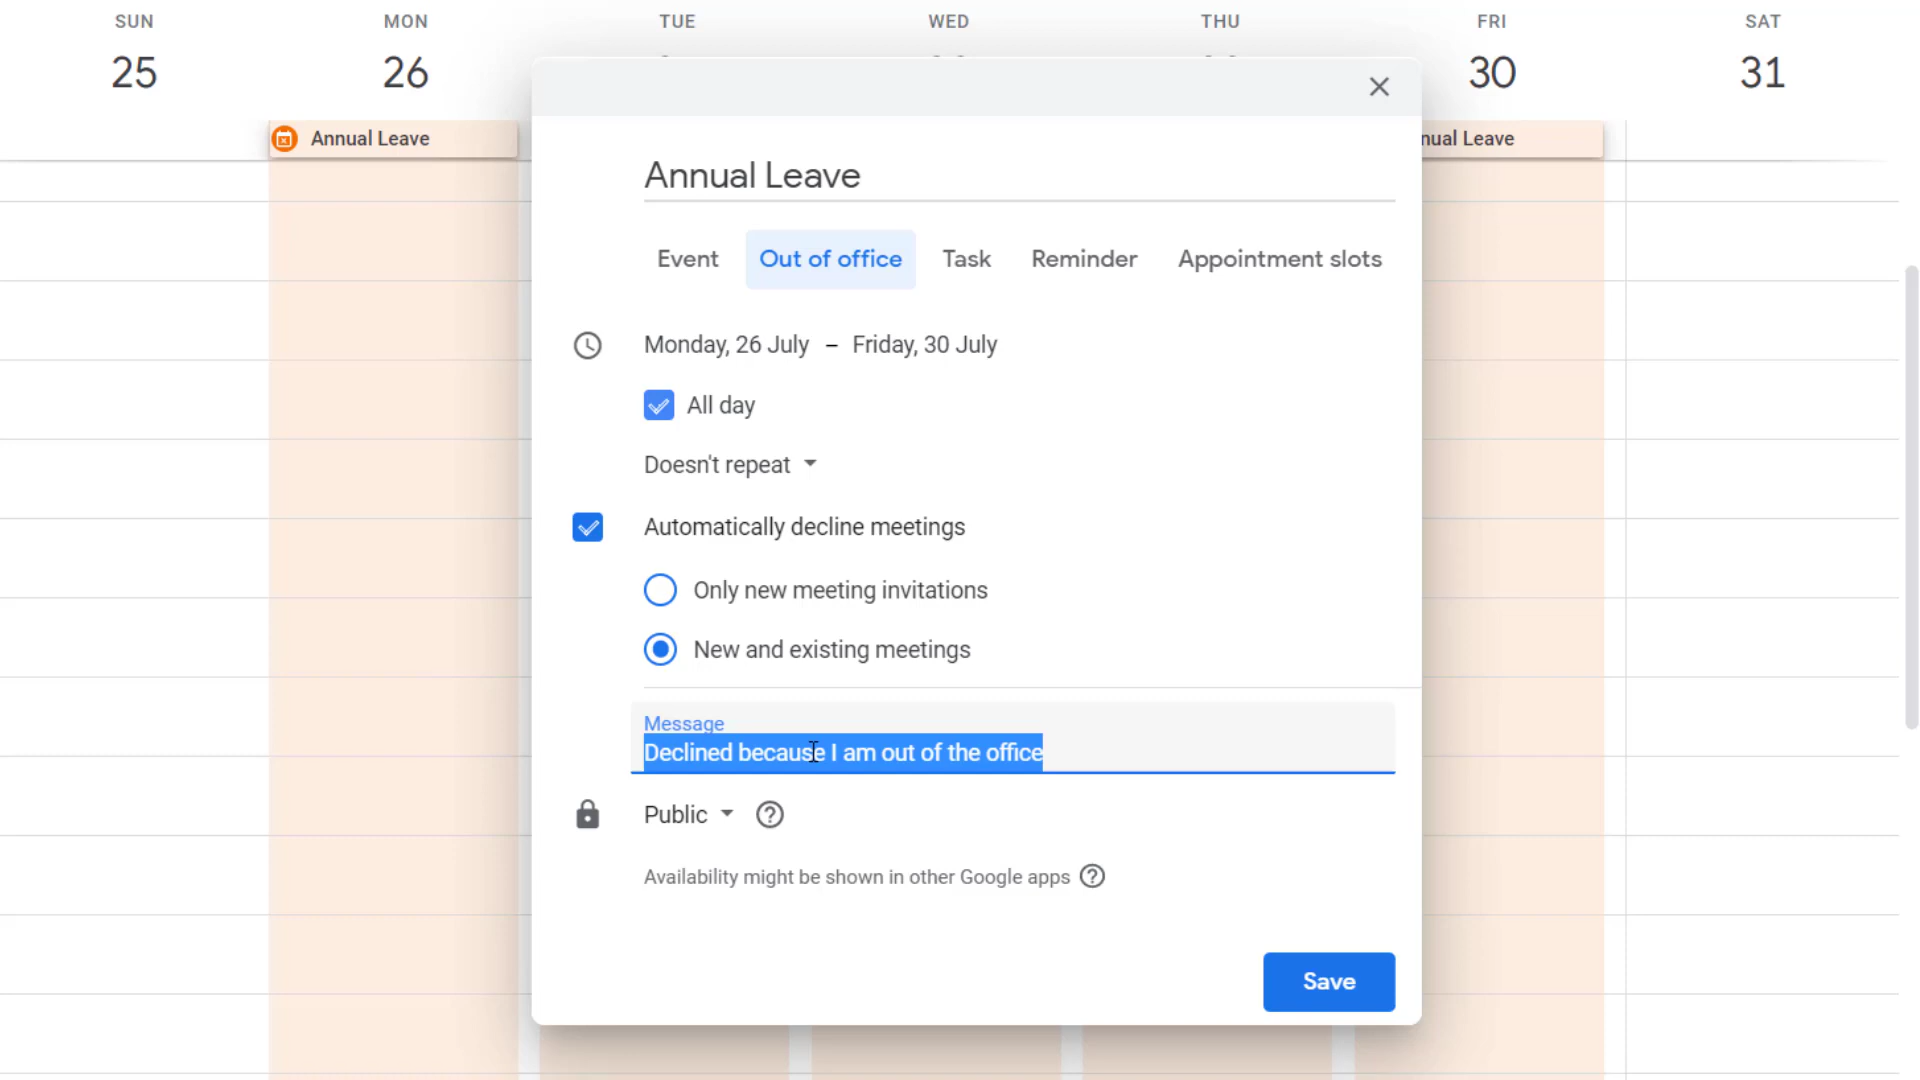 SUN MON TUE WED THU FRI SAT
25 26 30 31
Annual Leave
nual Leave
Annual Leave
Event Out of office Task Reminder Appointment slots
Monday, 26 July – Friday, 30 July
All day
Doesn't repeat
Automatically decline meetings
Only new meeting invitations
New and existing meetings
Message
Declined because I am out of the office
Public
Availability might be shown in other Google apps
Save